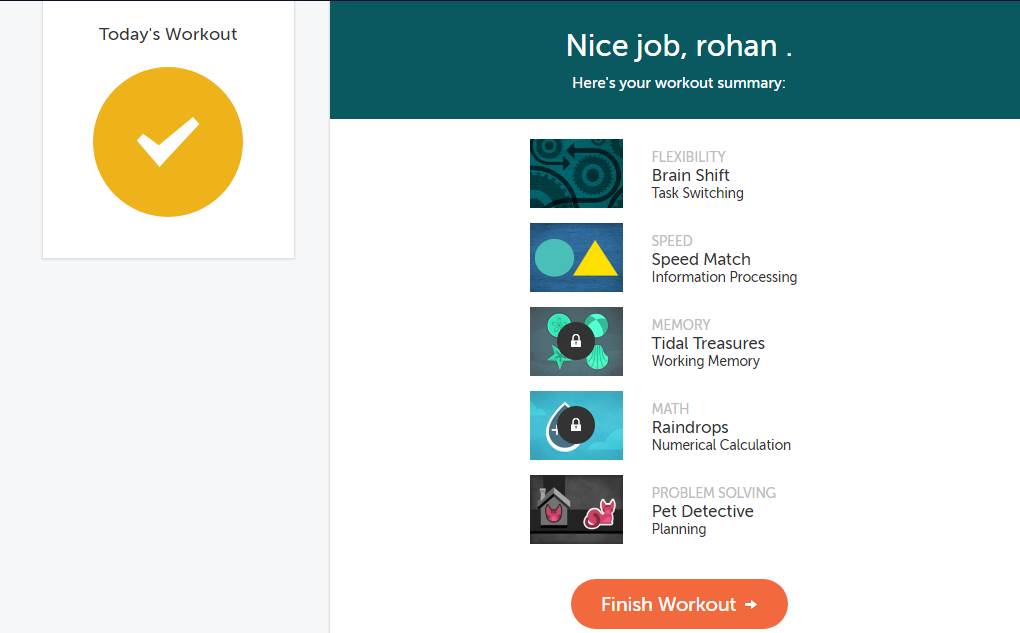 Today's Workout
Nice job, rohan .
Here's your workout summary:
FLEXIBILITY
Brain Shift
Task Switching
SPEED
Speed Match
Information Processing
MEMORY
Tidal Treasures
Working Memory
MATH
Raindrops
Numerical Calculation
PROBLEM SOLVING
Pet Detective
Planning
Finish Workout →